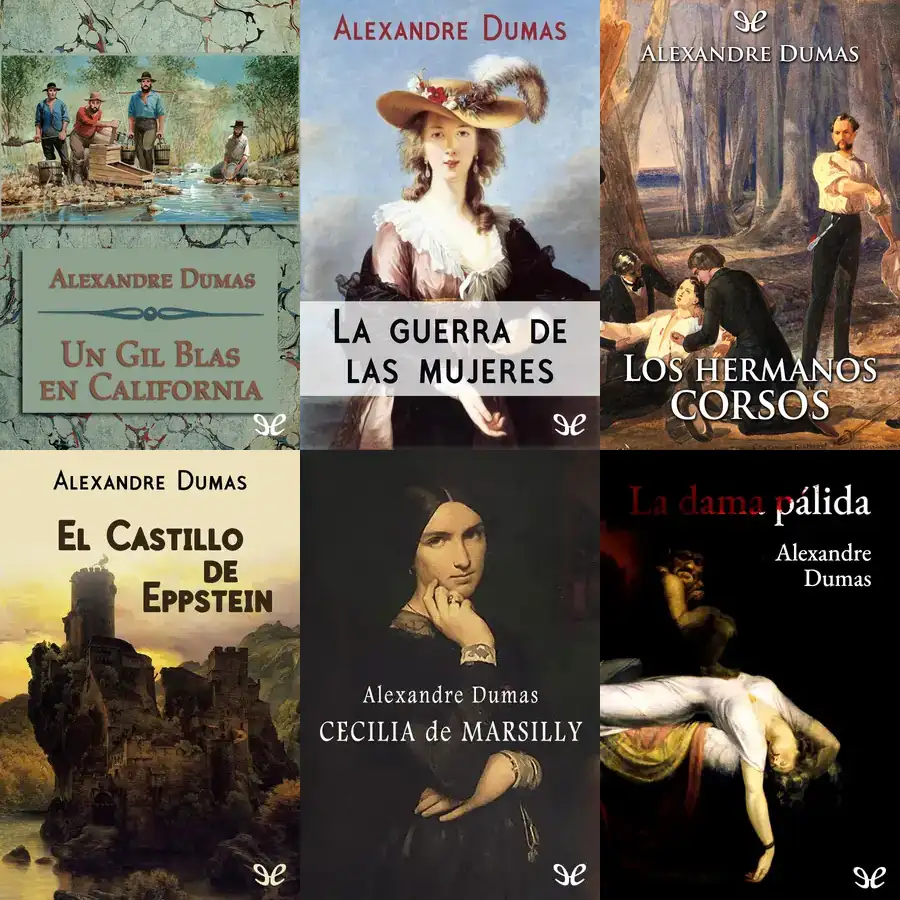 Alexandre Dumas
Un Gil Blas
en California
Alexandre Dumas
La guerra de
las mujeres
Alexandre Dumas
Los hermanos
corsos
Alexandre Dumas
El Castillo
de
Eppstein
Alexandre Dumas
CECILIA de MARSILLY
La dama pálida
Alexandre
Dumas